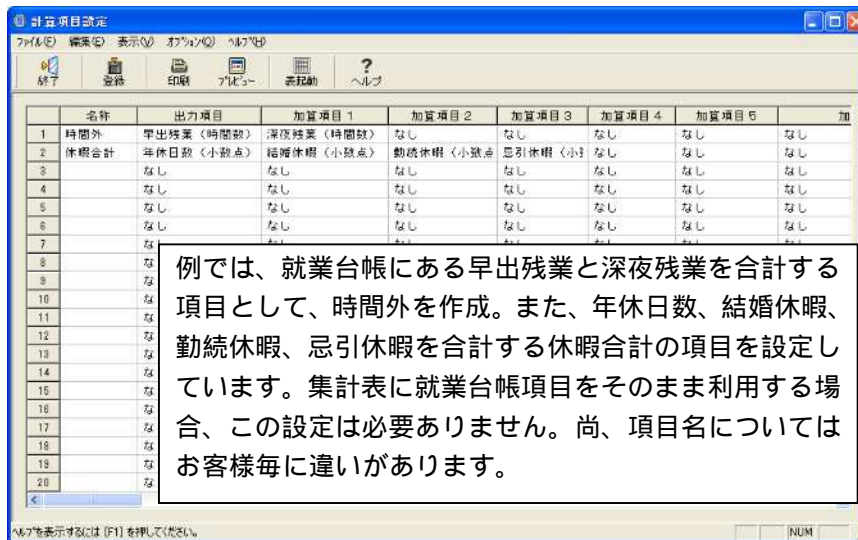 計算項目設定
ファイル(F) 編集(E) 表示(V) オプション(O) ヘルプ(H)
終了 登録 印刷 プレビュー 表起動 ヘルプ
名称 出力項目 加算項目1 加算項目2 加算項目3 加算項目4 加算項目5 加
1 時間外 早出残業(時間数) 深夜残業(時間数) なし なし なし なし なし
2 休暇合計 年休日数(小数点) 結婚休暇(小数点) 勤続休暇(小数点 忌引休暇(小 なし なし なし
3 なし なし なし なし なし なし なし
4 なし なし なし なし なし なし なし
5 なし なし なし なし なし なし なし
6 なし なし なし なし なし なし なし
7
8 な
9 な
10 な
11 な
12 な
13 な
14 な
15 な
16 な
17 な
18 な
19 な
20 な
例では、就業台帳にある早出残業と深夜残業を合計する
項目として、時間外を作成。また、年休日数、結婚休暇、
勤続休暇、忌引休暇を合計する休暇合計の項目を設定し
ています。集計表に就業台帳項目をそのまま利用する場
合、この設定は必要ありません。尚、項目名については
お客様毎に違いがあります。
ヘルプを表示するには [F1] を押してください。
NUM